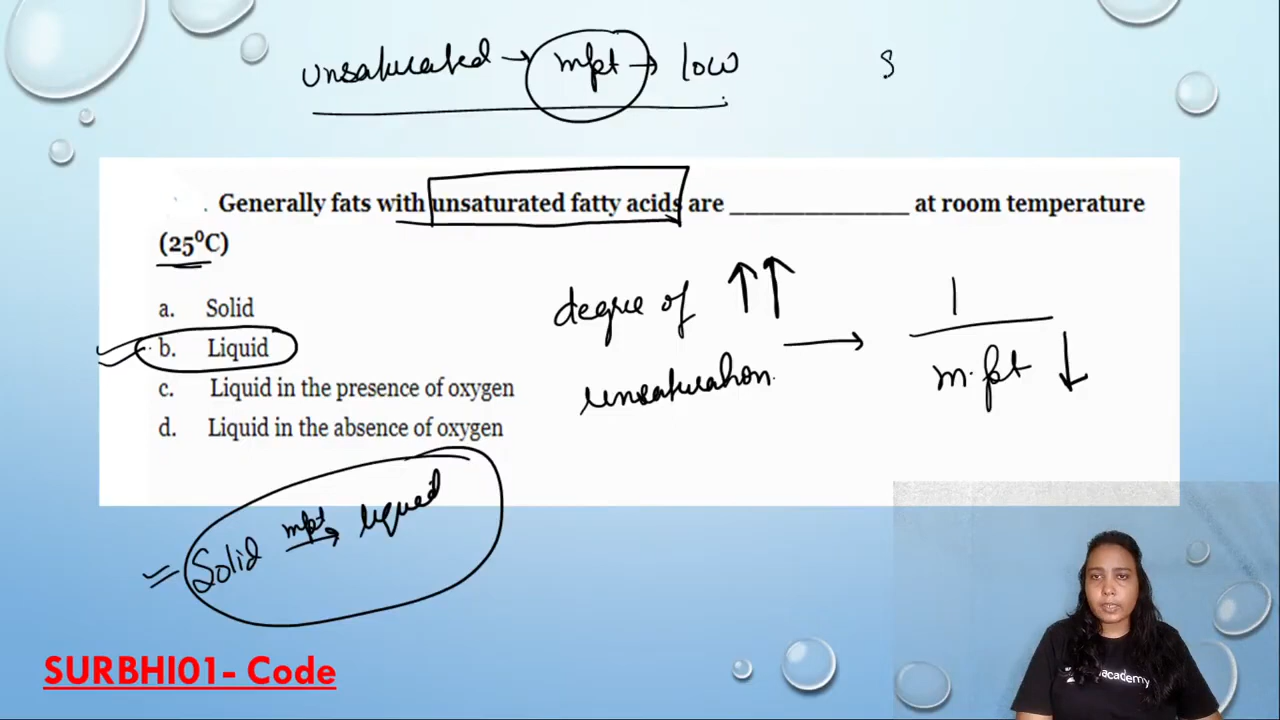 unsaturated → mpt → low
S
Generally fats with unsaturated fatty acids are ________________ at room temperature
(25⁰C)
a. Solid
b. Liquid
c. Liquid in the presence of oxygen
d. Liquid in the absence of oxygen
degree of ↑↑
unsaturation → 1
m.pt ↓
Solid mpt → liquid
SURBHI01- Code
academy